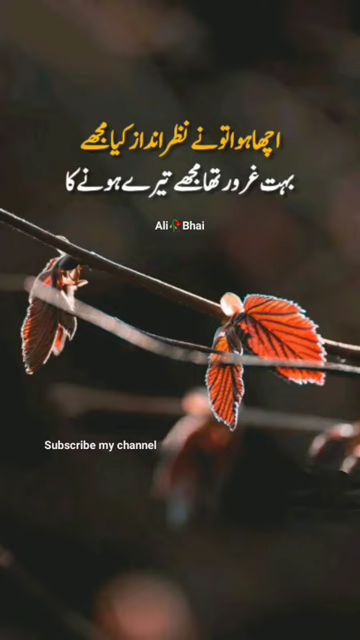 اچھا ہوا تو نے نظر انداز کیا مجھے
بہت غرور تھا مجھے تیرے ہونے کا
Ali🥀Bhai
Subscribe my channel